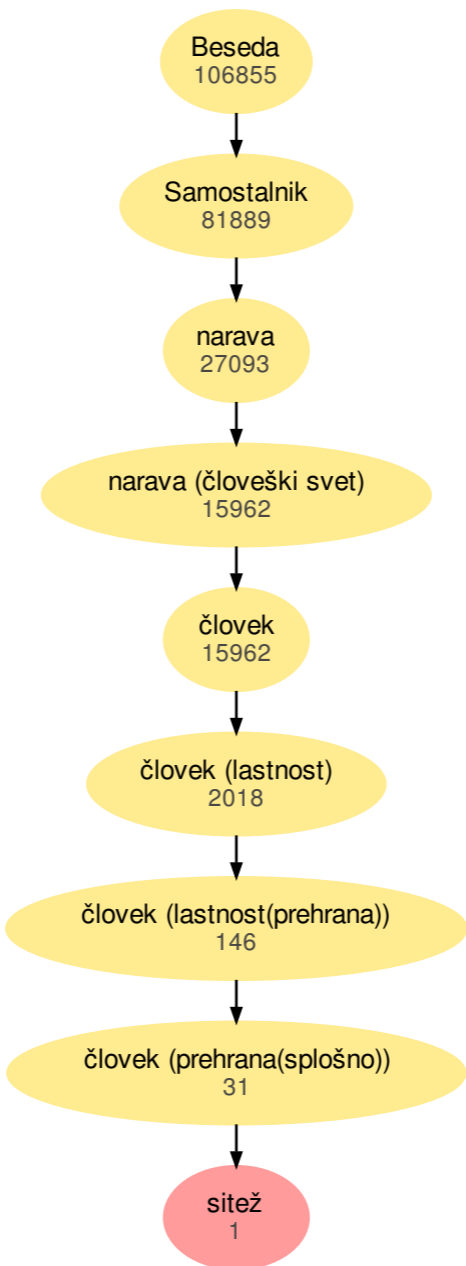 Beseda
106855
Samostalnik
81889
narava
27093
narava (človeški svet)
15962
človek
15962
človek (lastnost)
2018
človek (lastnost(prehrana))
146
človek (prehrana(splošno))
31
sitež
1